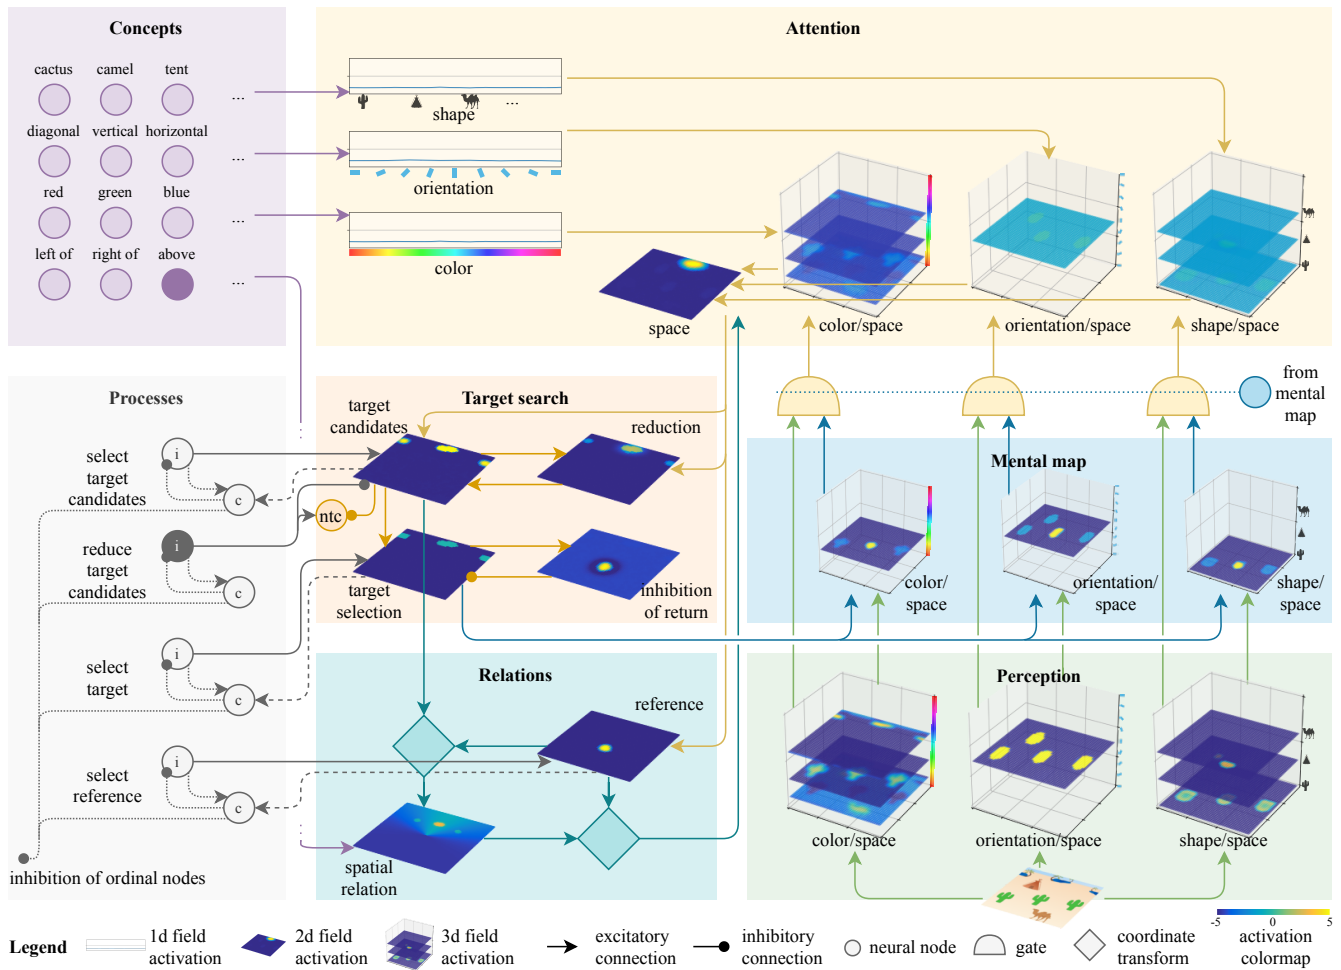 Concepts
cactus camel tent
...
diagonal vertical horizontal
...
red green blue
...
left of right of above
...
Attention
...
shape
orientation
color
space
color/space
orientation/space
shape/space
Processes
select
target
candidates
i
c
reduce
target
candidates
i
c
select
target
i
c
select
reference
i
c
inhibition of ordinal nodes
Target search
target
candidates
reduction
ntc
target
selection
inhibition
of return
from
mental
map
Mental map
color/
space
orientation/
space
shape/
space
Relations
reference
spatial
relation
Perception
color/space
orientation/space
shape/space
Legend
1d field
activation
2d field
activation
3d field
activation
excitatory
connection
inhibitory
connection
neural node
gate
coordinate
transform
-5 0 5
activation
colormap